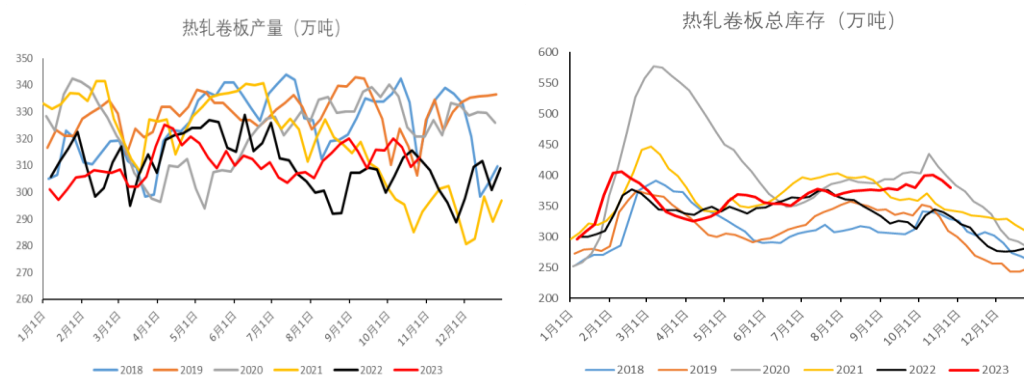 热轧卷板产量（万吨）
350
340
330
320
310
300
290
280
270
260
1月1日
2月1日
3月1日
4月1日
5月1日
6月1日
7月1日
8月1日
9月1日
10月1日
11月1日
12月1日
2018 2019 2020 2021 2022 2023
热轧卷板总库存（万吨）
600
550
500
450
400
350
300
250
200
1月1日
2月1日
3月1日
4月1日
5月1日
6月1日
7月1日
8月1日
9月1日
10月1日
11月1日
12月1日
2018 2019 2020 2021 2022 2023